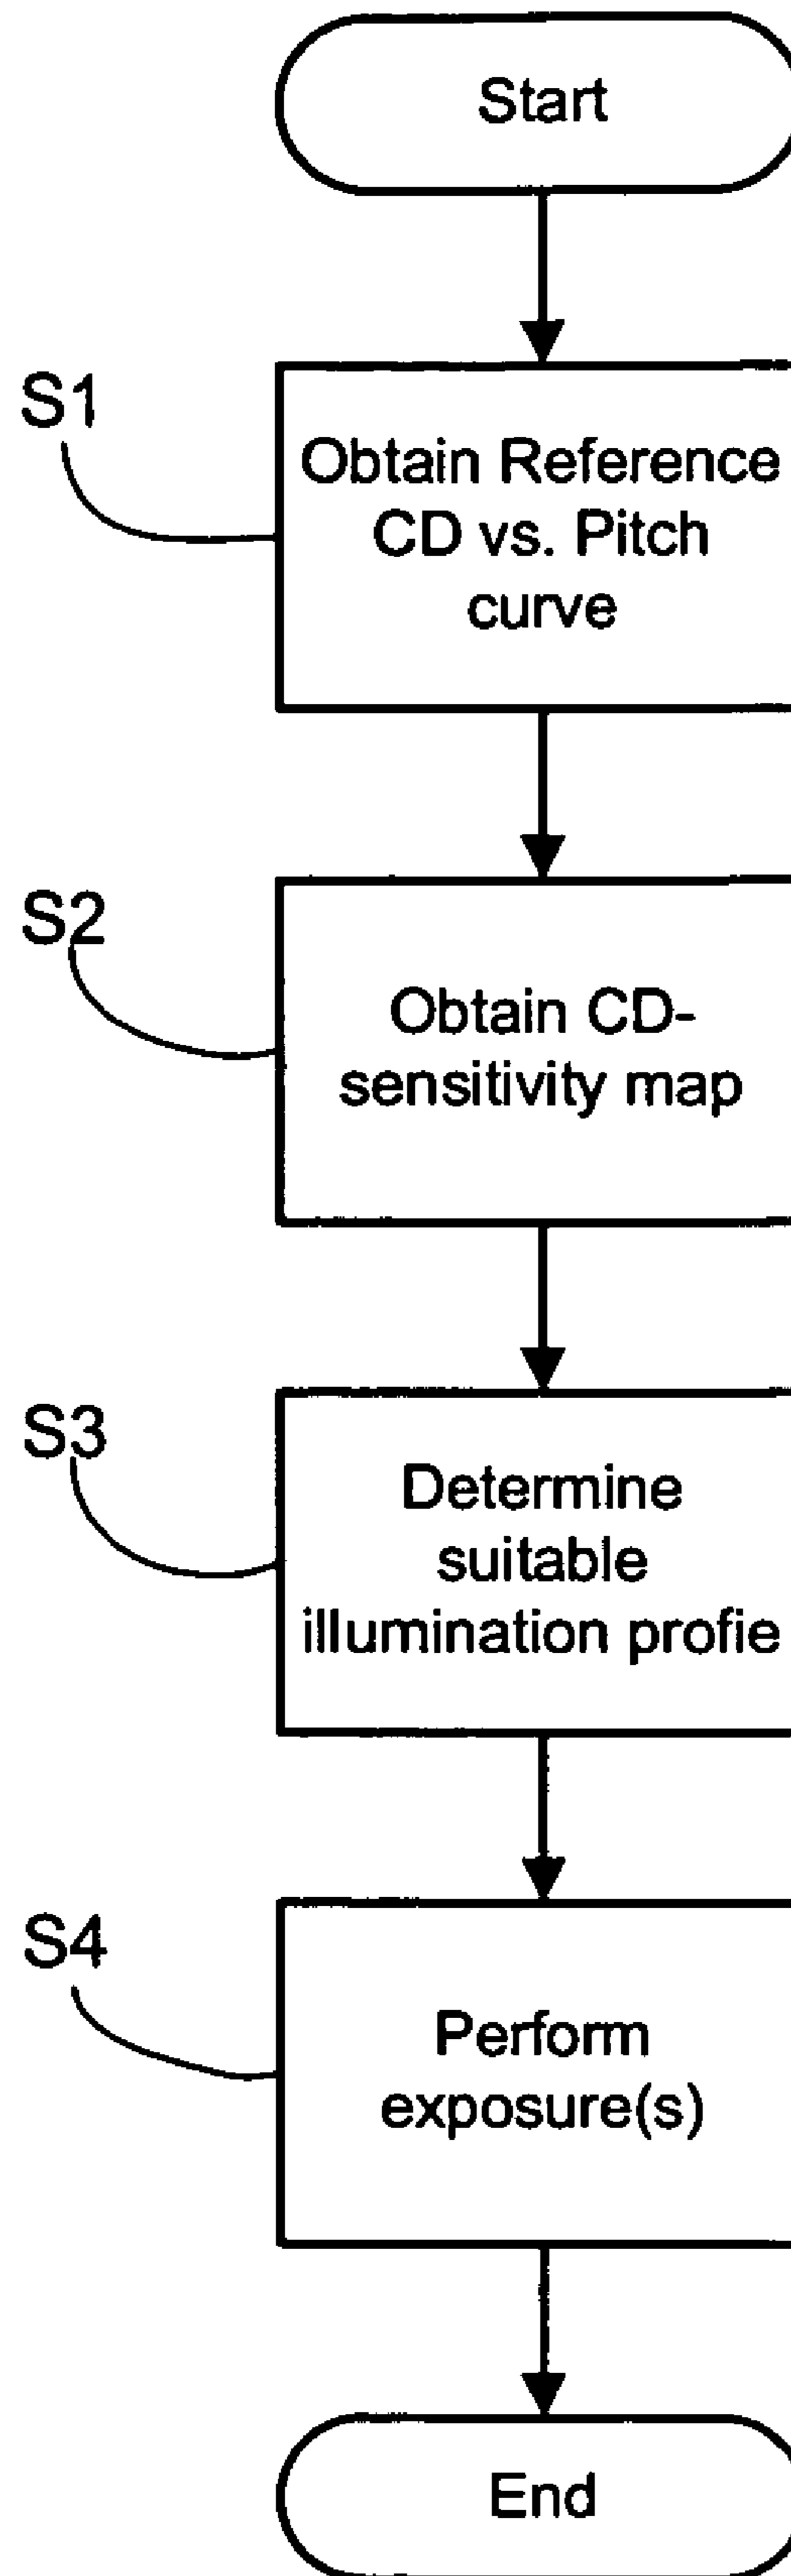 Start
S1
Obtain Reference
CD vs. Pitch
curve
S2
Obtain CD-
sensitivity map
S3
Determine
suitable
illumination profie
S4
Perform
exposure(s)
End